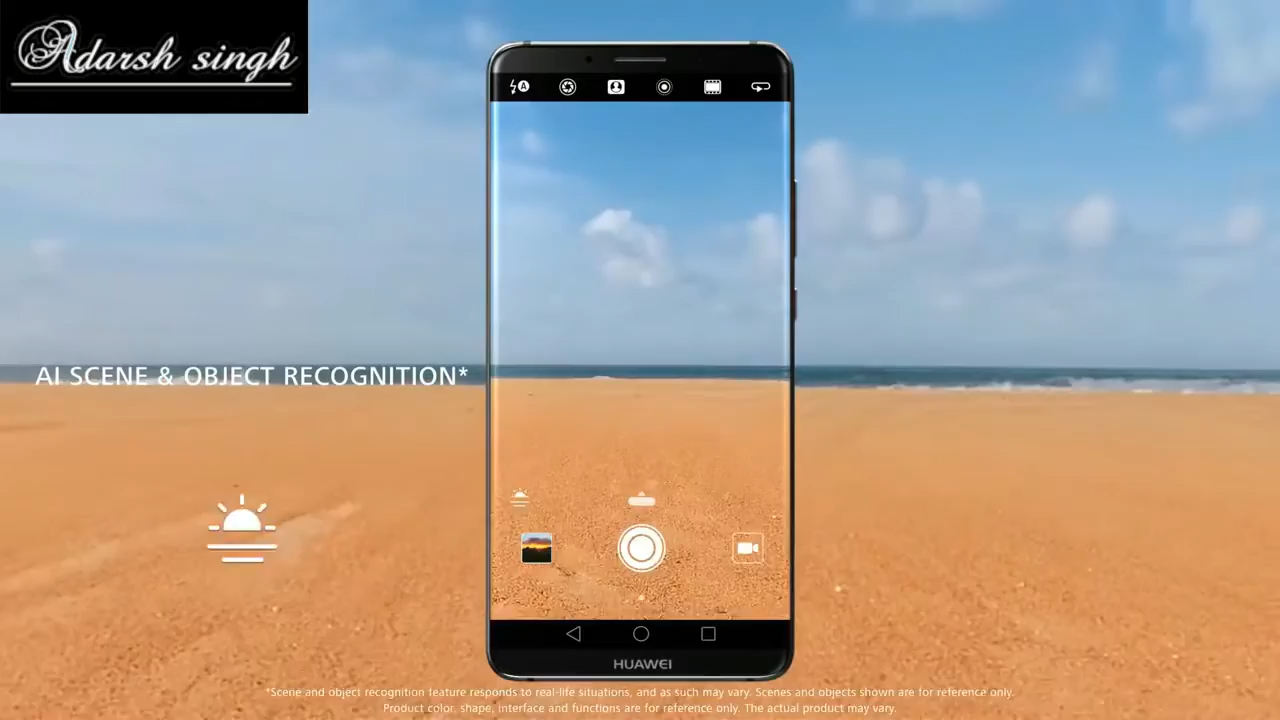 Adarsh singh
A
AI SCENE & OBJECT RECOGNITION*
HUAWEI
*Scene and object recognition feature responds to real-life situations, and as such may vary. Scenes and objects shown are for reference only.
Product color, shape, interface and functions are for reference only. The actual product may vary.